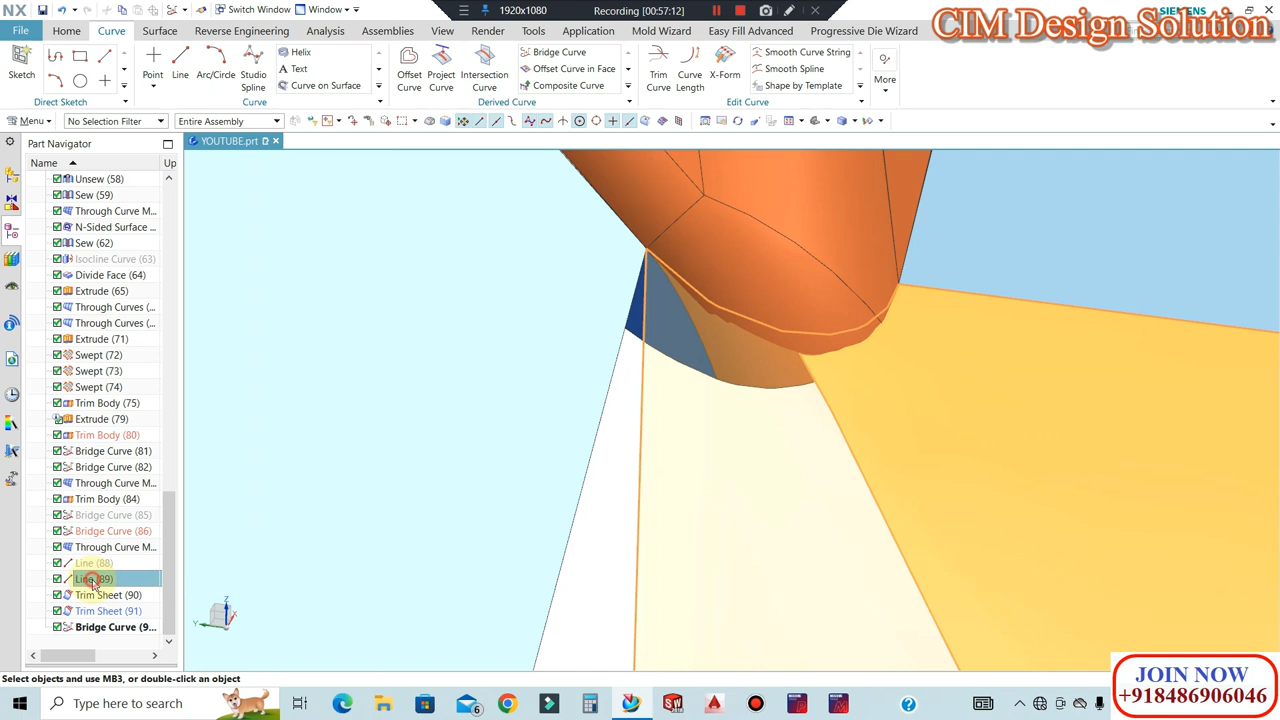 NX
Switch Window
Window
1920x1080
Recording [00:57:12]
SIEMENS
CIM Design Solution
File
Home
Curve
Surface
Reverse Engineering
Analysis
Assemblies
View
Render
Tools
Application
Mold Wizard
Easy Fill Advanced
Progressive Die Wizard
Sketch
Direct Sketch
Point
Line
Arc/Circle
Studio Spline
Helix
Text
Curve on Surface
Curve
Offset Curve
Project Curve
Intersection Curve
Bridge Curve
Offset Curve in Face
Composite Curve
Derived Curve
Trim Curve
Curve Length
X-Form
Smooth Curve String
Smooth Spline
Shape by Template
Edit Curve
More
Menu
No Selection Filter
Entire Assembly
Part Navigator
YOUTUBE.prt
Name
Up
Unsew (58)
Sew (59)
Through Curve M...
N-Sided Surface ...
Sew (62)
Isocline Curve (63)
Divide Face (64)
Extrude (65)
Through Curves (...
Through Curves (...
Extrude (71)
Swept (72)
Swept (73)
Swept (74)
Trim Body (75)
Extrude (79)
Trim Body (80)
Bridge Curve (81)
Bridge Curve (82)
Through Curve M...
Trim Body (84)
Bridge Curve (85)
Bridge Curve (86)
Through Curve M...
Line (88)
Line (89)
Trim Sheet (90)
Trim Sheet (91)
Bridge Curve (9...
Z
X
Y
Select objects and use MB3, or double-click an object
JOIN NOW
+918486906046
Type here to search
6